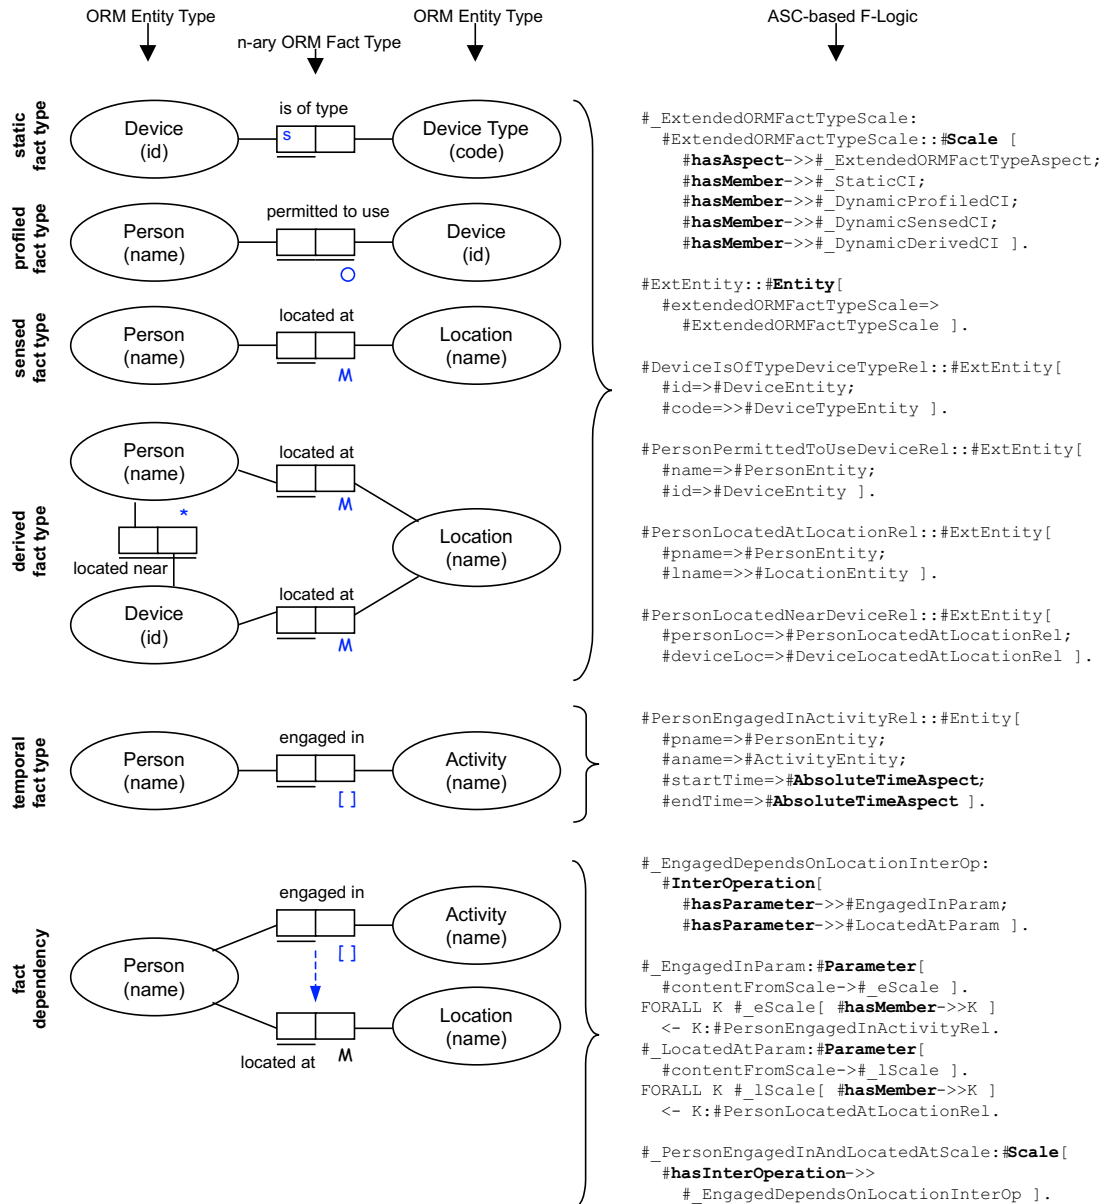 ORM Entity Type
n-ary ORM Fact Type
ORM Entity Type
ASC-based F-Logic
static
fact type
Device
(id)
is of type
s
Device Type
(code)
profiled
fact type
Person
(name)
permitted to use
Device
(id)
sensed
fact type
Person
(name)
located at
Location
(name)
derived
fact type
Person
(name)
located at
*
located near
Location
(name)
Device
(id)
located at
temporal
fact type
Person
(name)
engaged in
[ ]
Activity
(name)
fact
dependency
Person
(name)
engaged in
[ ]
Activity
(name)
located at
Location
(name)
#_ExtendedORMFactTypeScale:
#ExtendedORMFactTypeScale::#Scale [
#hasAspect->>#_ExtendedORMFactTypeAspect;
#hasMember->>#_StaticCI;
#hasMember->>#_DynamicProfiledCI;
#hasMember->>#_DynamicSensedCI;
#hasMember->>#_DynamicDerivedCI ].
#ExtEntity::#Entity[
#extendedORMFactTypeScale=>
#ExtendedORMFactTypeScale ].
#DeviceIsOfTypeDeviceTypeRel::#ExtEntity[
#id=>#DeviceEntity;
#code=>>#DeviceTypeEntity ].
#PersonPermittedToUseDeviceRel::#ExtEntity[
#name=>#PersonEntity;
#id=>#DeviceEntity ].
#PersonLocatedAtLocationRel::#ExtEntity[
#pname=>#PersonEntity;
#lname=>>#LocationEntity ].
#PersonLocatedNearDeviceRel::#ExtEntity[
#personLoc=>#PersonLocatedAtLocationRel;
#deviceLoc=>#DeviceLocatedAtLocationRel ].
#PersonEngagedInActivityRel::#Entity[
#pname=>#PersonEntity;
#aname=>#ActivityEntity;
#startTime=>#AbsoluteTimeAspect;
#endTime=>#AbsoluteTimeAspect ].
#_EngagedDependsOnLocationInterOp:
#InterOperation[
#hasParameter->>#EngagedInParam;
#hasParameter->>#LocatedAtParam ].
#_EngagedInParam:#Parameter[
#contentFromScale->#_eScale ].
FORALL K #_eScale[ #hasMember->>K ]
<- K:#PersonEngagedInActivityRel.
#_LocatedAtParam:#Parameter[
#contentFromScale->#_lScale ].
FORALL K #_lScale[ #hasMember->>K ]
<- K:#PersonLocatedAtLocationRel.
#_PersonEngagedInAndLocatedAtScale:#Scale[
#hasInterOperation->>
#_EngagedDependsOnLocationInterOp ].